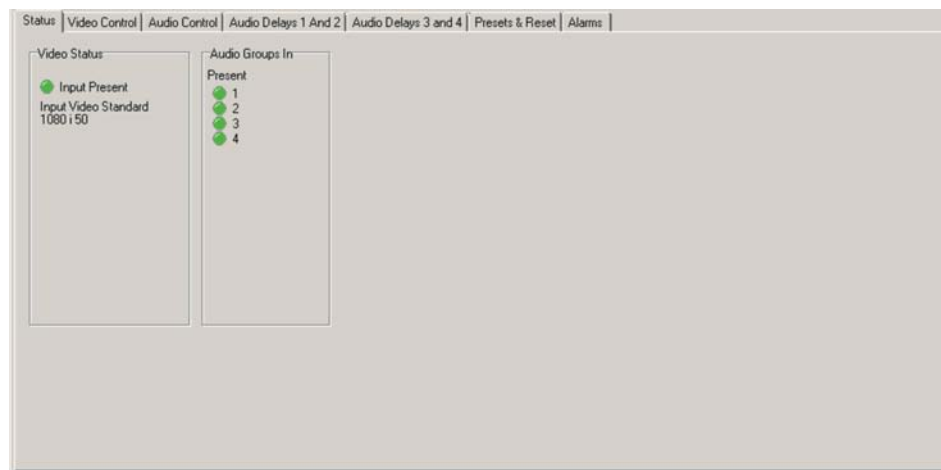 Status Video Control Audio Control Audio Delays 1 And 2 Audio Delays 3 and 4 Presets & Reset Alarms
Video Status
Input Present
Input Video Standard
1080 i 50
Audio Groups In
Present
1
2
3
4